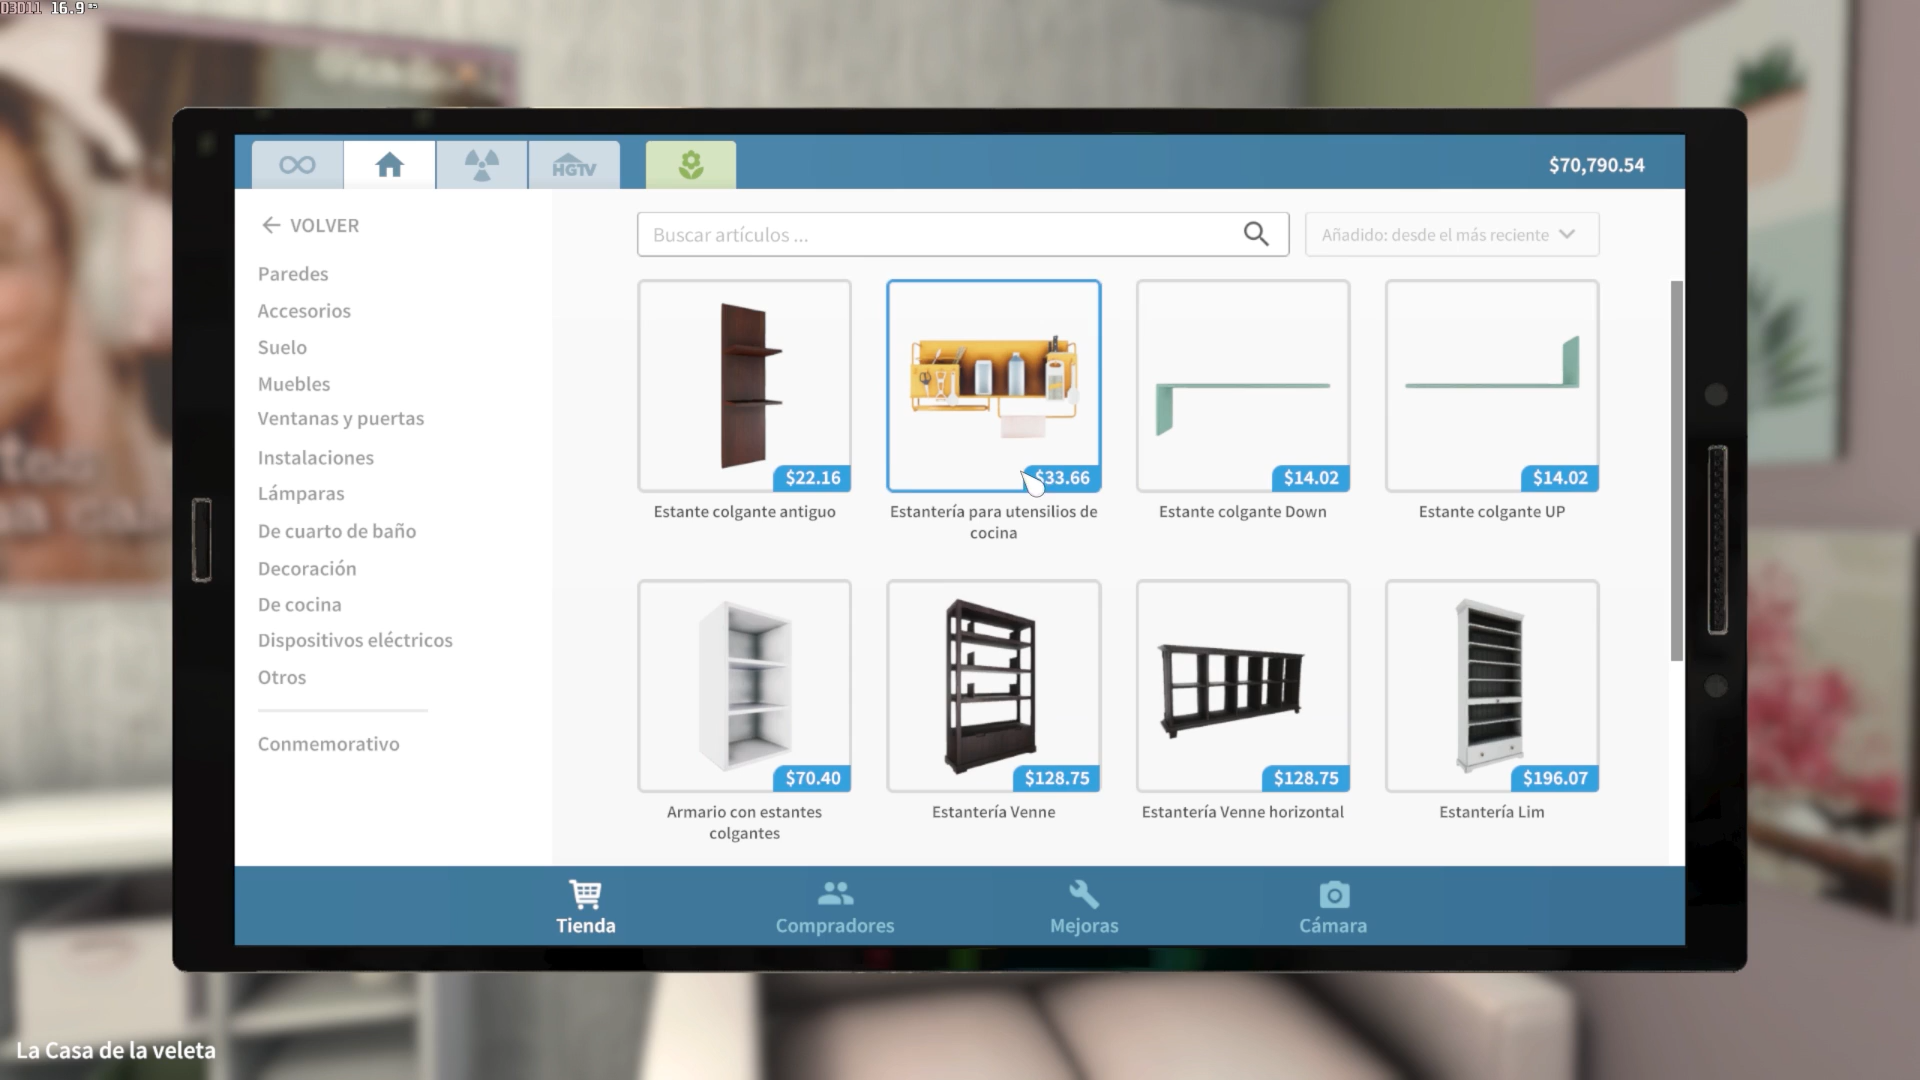 D3D11 16.9 ms
HGTV
$70,790.54
VOLVER
Buscar artículos ...
Añadido: desde el más reciente
Paredes
Accesorios
Suelo
Muebles
Ventanas y puertas
Instalaciones
Lámparas
De cuarto de baño
Decoración
De cocina
Dispositivos eléctricos
Otros
Conmemorativo
$22.16
Estante colgante antiguo
$33.66
Estantería para utensilios de
cocina
$14.02
Estante colgante Down
$14.02
Estante colgante UP
$70.40
Armario con estantes
colgantes
$128.75
Estantería Venne
$128.75
Estantería Venne horizontal
$196.07
Estantería Lim
Tienda
Compradores
Mejoras
Cámara
La Casa de la veleta